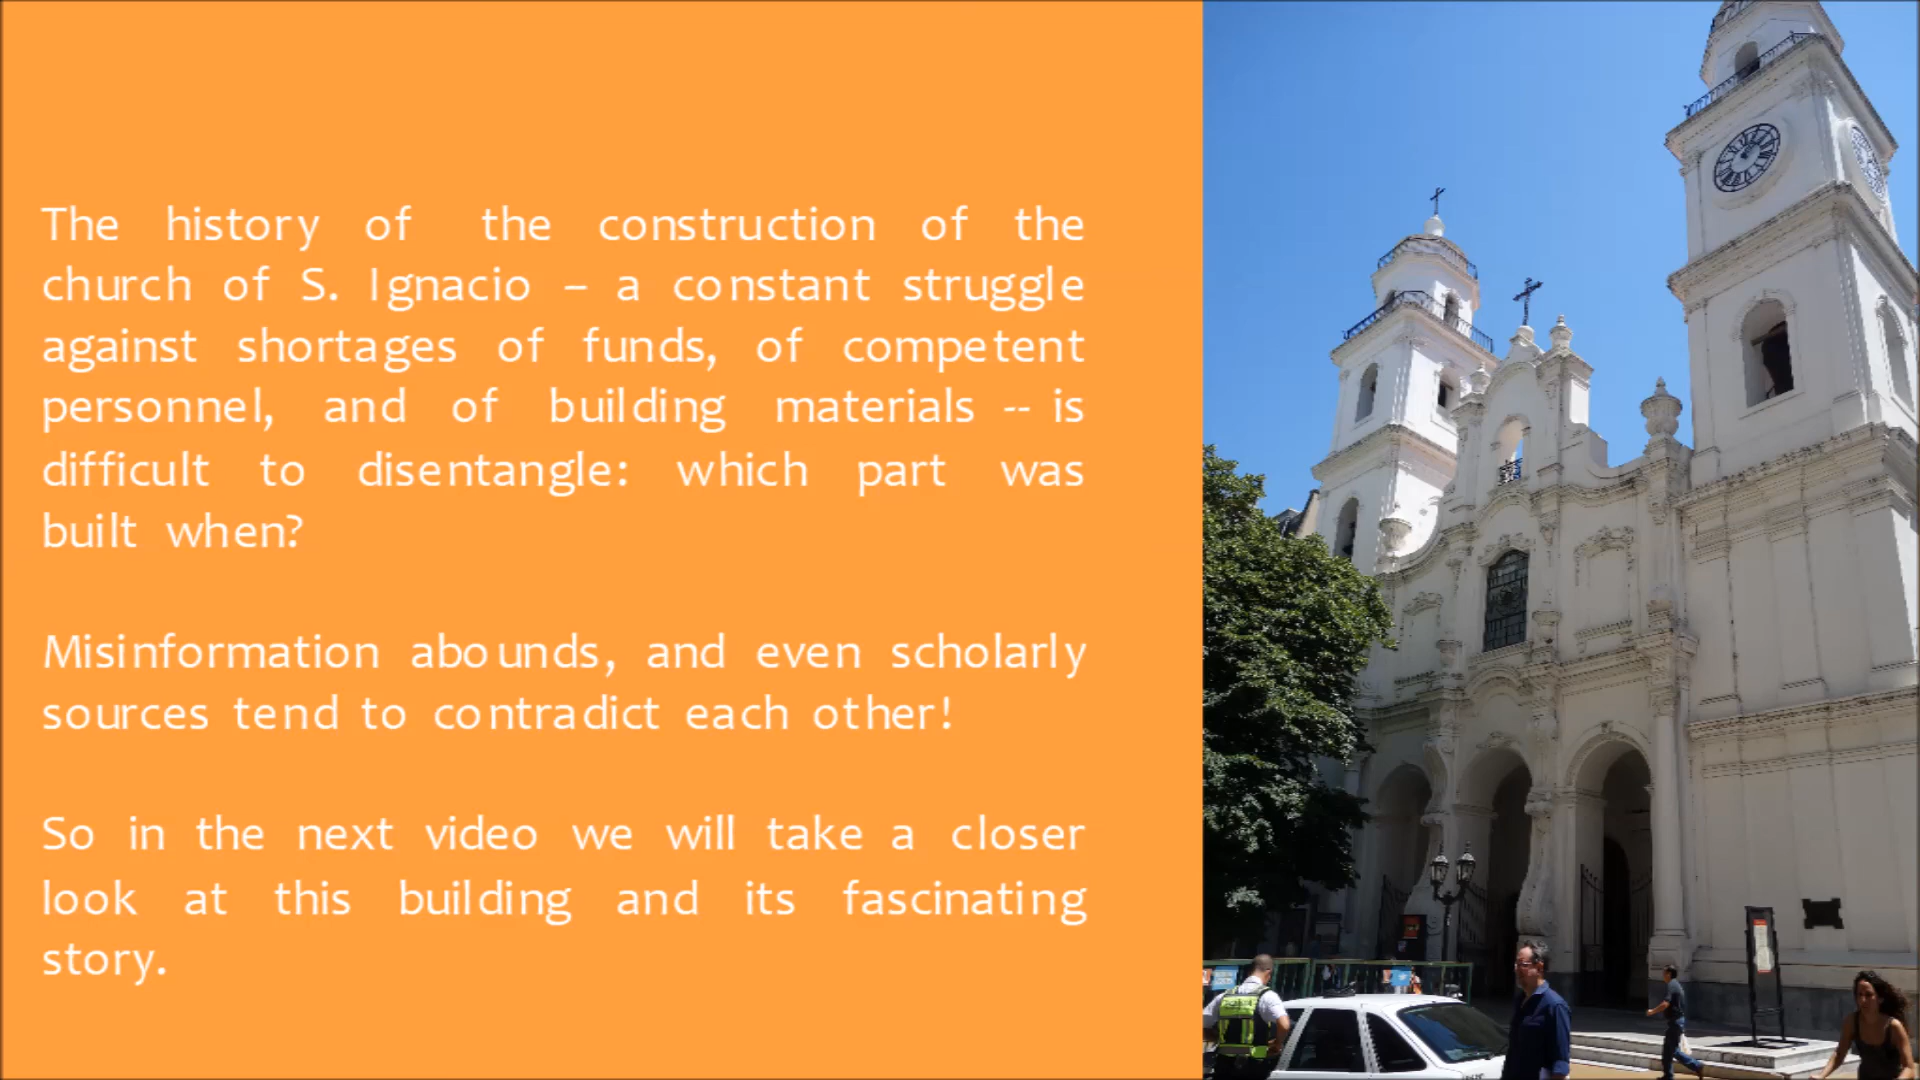 The history of the construction of the
church of S. Ignacio – a constant struggle
against shortages of funds, of competent
personnel, and of building materials -- is
difficult to disentangle: which part was
built when?
Misinformation abounds, and even scholarly
sources tend to contradict each other!
So in the next video we will take a closer
look at this building and its fascinating
story.